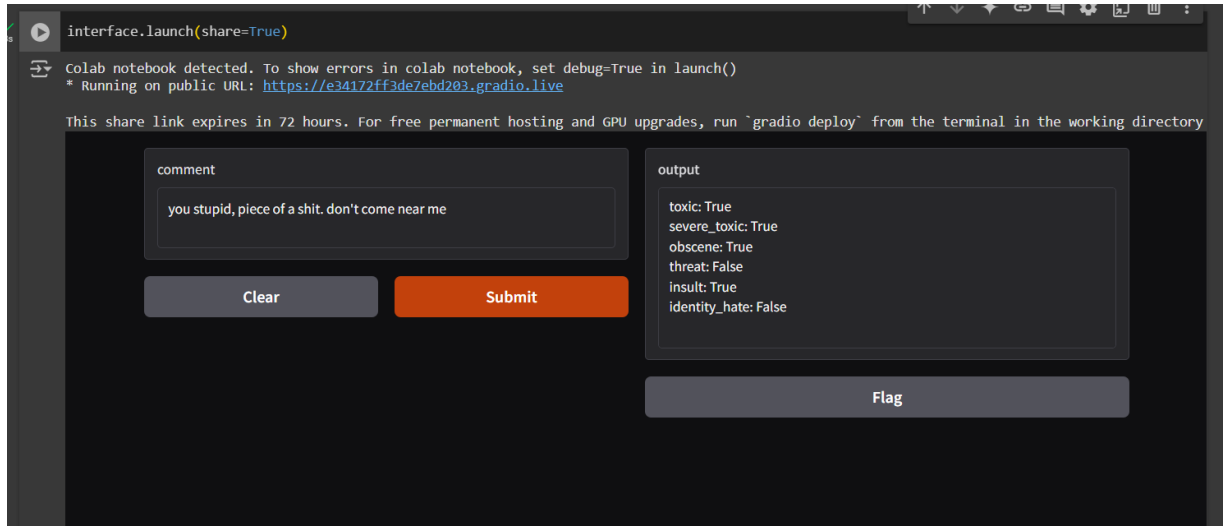 interface.launch(share=True)
Colab notebook detected. To show errors in colab notebook, set debug=True in launch()
* Running on public URL: https://e34172ff3de7ebd203.gradio.live
This share link expires in 72 hours. For free permanent hosting and GPU upgrades, run `gradio deploy` from the terminal in the working directory
comment
you stupid, piece of a shit. don't come near me
Clear
Submit
output
toxic: True
severe_toxic: True
obscene: True
threat: False
insult: True
identity_hate: False
Flag